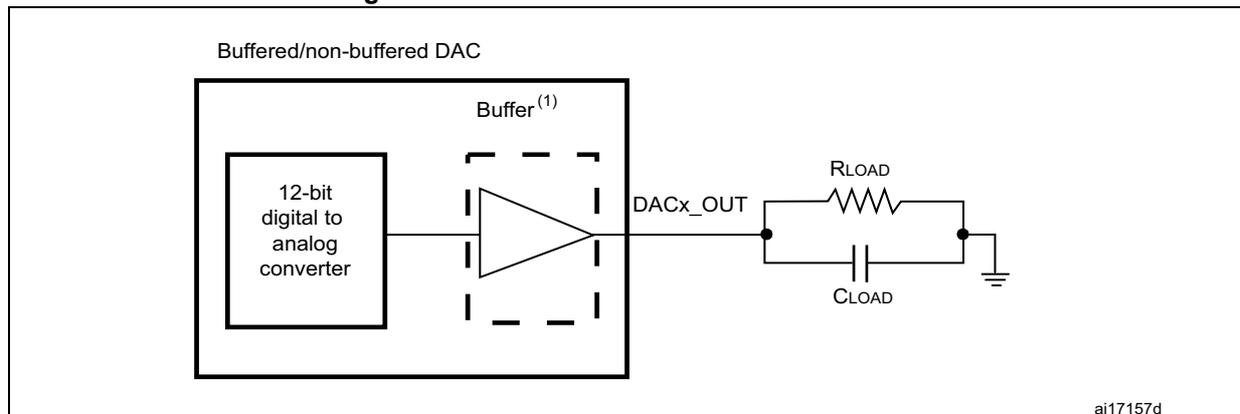 Buffered/non-buffered DAC
Buffer(1)
12-bit
digital to
analog
converter
DACx_OUT
RLOAD
CLOAD
ai17157d